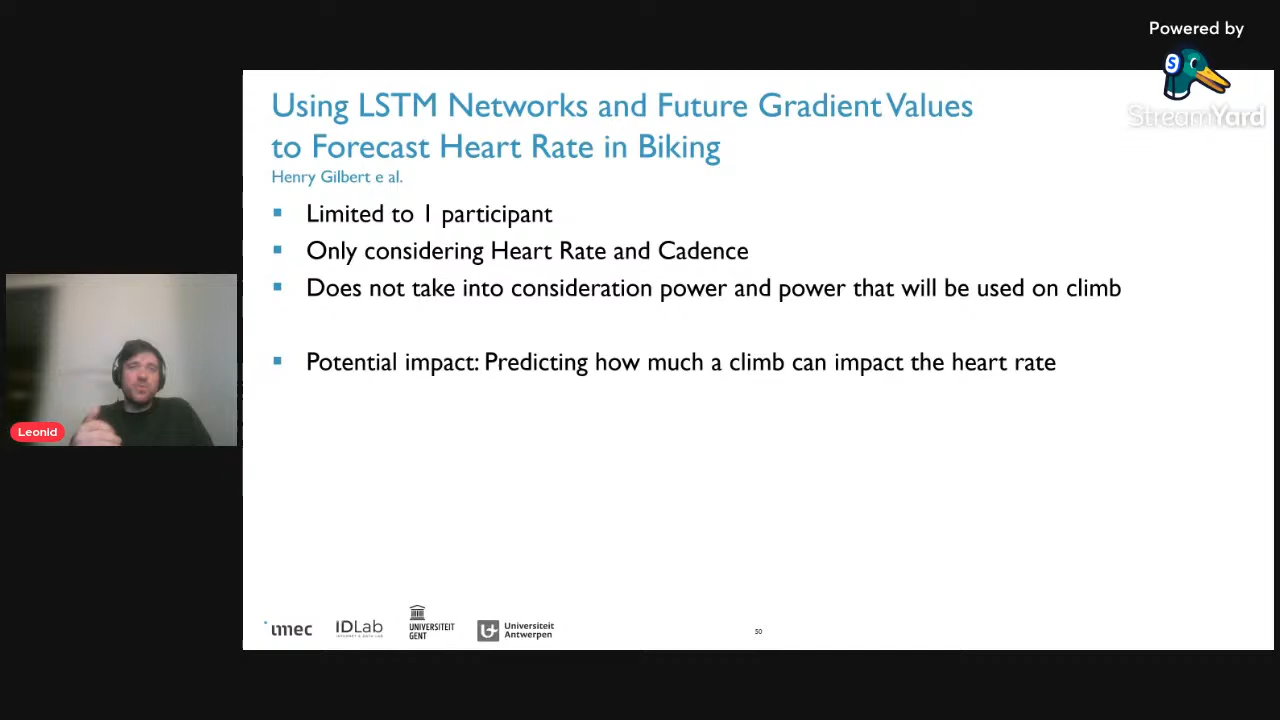 Powered by
StreamYard
Using LSTM Networks and Future Gradient Values
to Forecast Heart Rate in Biking
Henry Gilbert e al.
Limited to 1 participant
Only considering Heart Rate and Cadence
Does not take into consideration power and power that will be used on climb
Potential impact: Predicting how much a climb can impact the heart rate
Leonid
imec
IDLab
UNIVERSITEIT
GENT
Universiteit
Antwerpen
50